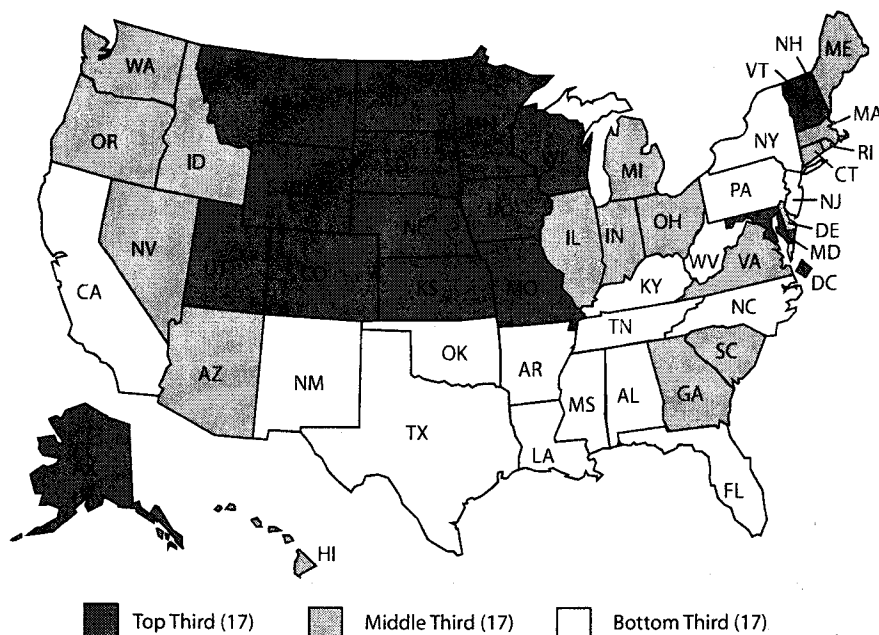 NH
ME
VT
WA
MA
OR
ID
MI
NY
RI
CT
PA
NJ
OH
NV
IL
IN
DE
MD
WV
VA
DC
CA
UT
CO
KS
MO
KY
NC
TN
SC
AZ
NM
OK
AR
GA
MS
AL
TX
LA
FL
HI
Top Third (17)
Middle Third (17)
Bottom Third (17)